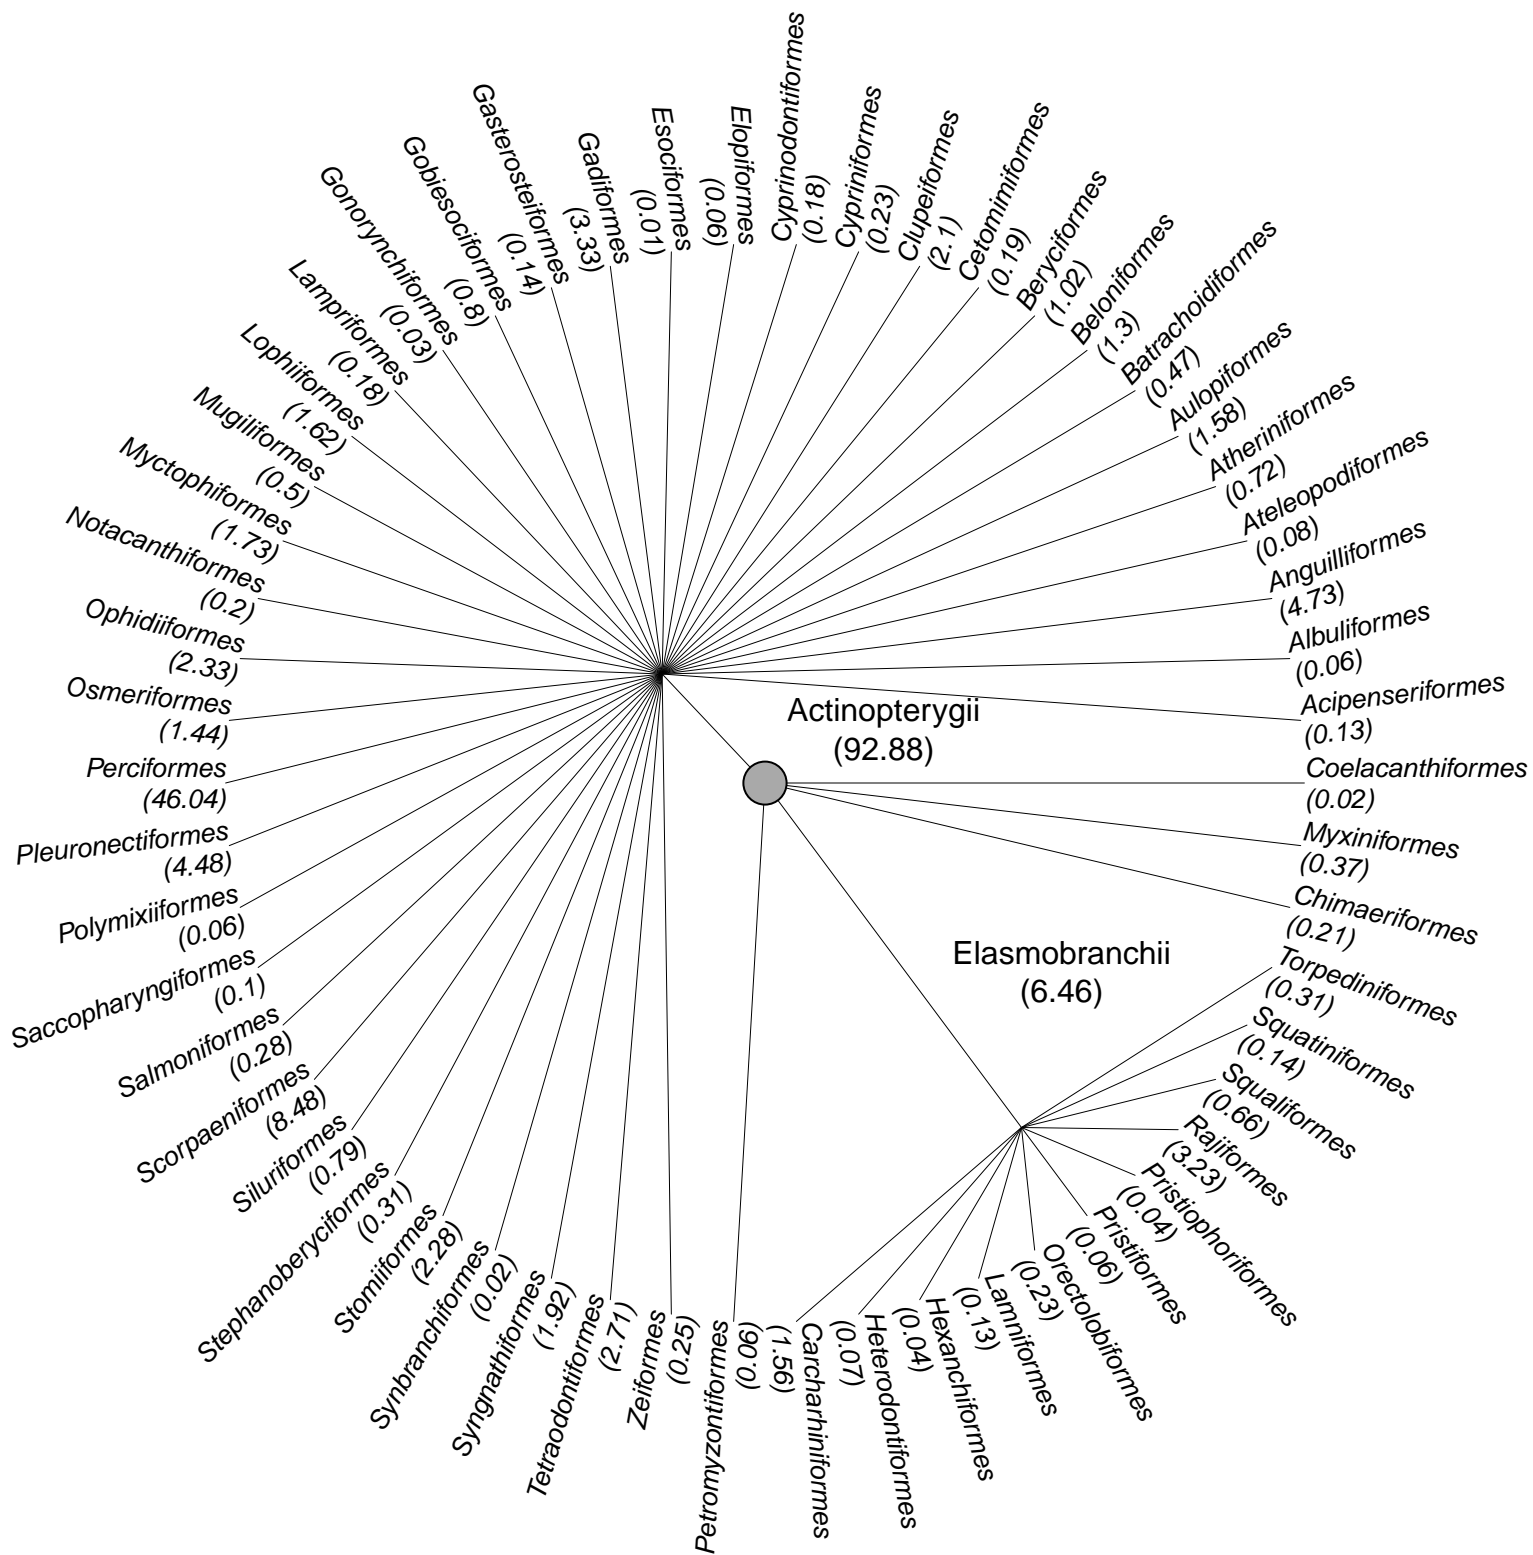 Cyprinodontiformes
(0.18)
Cypriniformes
(0.23)
Clupeiformes
(2.1)
Cetomimiformes
(0.19)
Beryciformes
(1.02)
Beloniformes
(1.3)
Batrachoidiformes
(0.47)
Aulopiformes
(1.58)
Atheriniformes
(0.72)
Ateleopodiformes
(0.08)
Anguilliformes
(4.73)
Albuliformes
(0.06)
Acipenseriformes
(0.13)
Coelacanthiformes
(0.02)
Myxiniformes
(0.37)
Chimaeriformes
(0.21)
Torpediniformes
(0.31)
Squatiniformes
(0.14)
Squaliformes
(0.66)
Rajiformes
(3.23)
Pristiophoriformes
(0.04)
Pristiformes
(0.06)
Orectolobiformes
(0.23)
Lamniformes
(0.13)
Hexanchiformes
(0.04)
Heterodontiformes
(0.07)
Carcharhiniformes
(1.56)
Petromyzontiformes
(0.06)
Zeiformes
(0.25)
Tetraodontiformes
(2.71)
Syngnathiformes
(1.92)
Synbranchiformes
(0.02)
Stomiiformes
(2.28)
Stephanoberyciformes
(0.31)
Siluriformes
(0.79)
Scorpaeniformes
(8.48)
Salmoniformes
(0.28)
Saccopharyngiformes
(0.1)
Polymixiiformes
(0.06)
Pleuronectiformes
(4.48)
Perciformes
(46.04)
Osmeriformes
(1.44)
Ophidiiformes
(2.33)
Notacanthiformes
(0.2)
Myctophiformes
(1.73)
Mugiliformes
(0.5)
Lophiiformes
(1.62)
Lampriformes
(0.18)
Gonorynchiformes
(0.03)
Gobiesociformes
(0.8)
Gasterosteiformes
(0.14)
Gadiformes
(3.33)
Esociformes
(0.01)
Elopiformes
(0.06)
Actinopterygii
(92.88)
Elasmobranchii
(6.46)